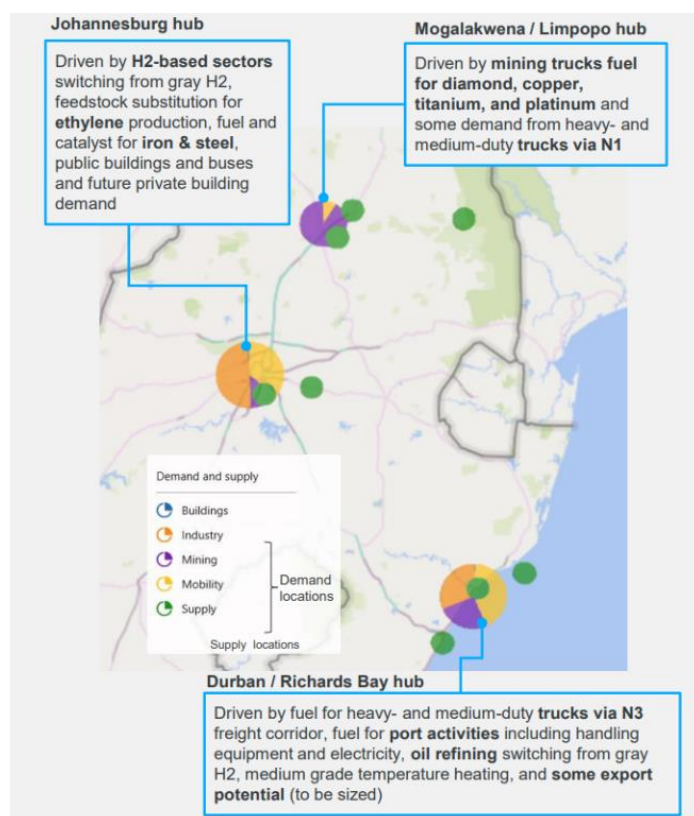 Johannesburg hub
Driven by H2-based sectors
switching from gray H2,
feedstock substitution for
ethylene production, fuel and
catalyst for iron & steel,
public buildings and buses
and future private building
demand
Mogalakwena / Limpopo hub
Driven by mining trucks fuel
for diamond, copper,
titanium, and platinum and
some demand from heavy- and
medium-duty trucks via N1
Demand and supply
Buildings
Industry
Mining
Mobility
Supply
Demand
locations
Supply locations
Durban / Richards Bay hub
Driven by fuel for heavy- and medium-duty trucks via N3
freight corridor, fuel for port activities including handling
equipment and electricity, oil refining switching from gray
H2, medium grade temperature heating, and some export
potential (to be sized)